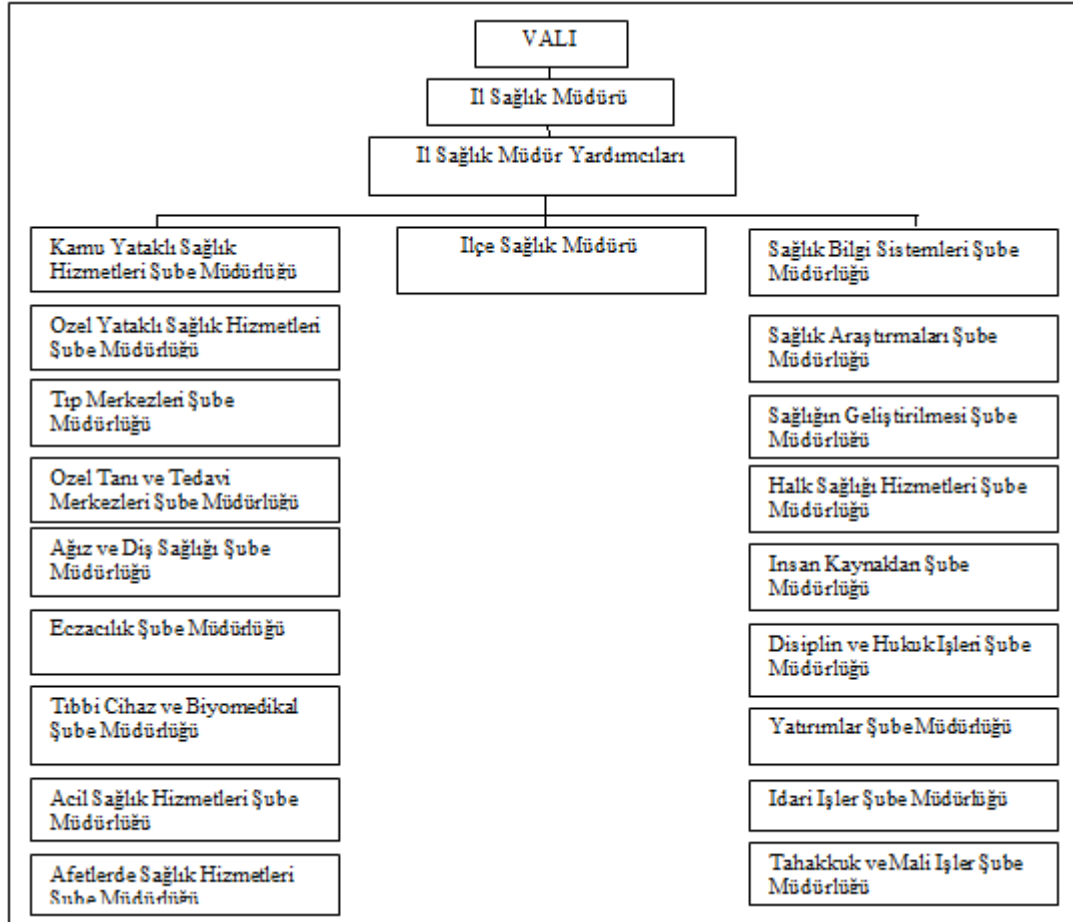 VALI
Il Sağlık Müdürü
Il Sağlık Müdür Yardımcıları
Kamu Yataklı Sağlık
Hizmetleri Şube Müdürlüğü
Ozel Yataklı Sağlık Hizmetleri
Şube Müdürlüğü
Tıp Merkezleri Şube
Müdürlüğü
Ozel Tanı ve Tedavi
Merkezleri Şube Müdürlüğü
Ağız ve Diş Sağlığı Şube
Müdürlüğü
Eczacılık Şube Müdürlüğü
Tıbbi Cihaz ve Biyomedikal
Şube Müdürlüğü
Acil Sağlık Hizmetleri Şube
Müdürlüğü
Afetlerde Sağlık Hizmetleri
Şube Müdürlüğü
Ilçe Sağlık Müdürü
Sağlık Bilgi Sistemleri Şube
Müdürlüğü
Sağlık Araştırmaları Şube
Müdürlüğü
Sağlığın Geliştirilmesi Şube
Müdürlüğü
Halk Sağlığı Hizmetleri Şube
Müdürlüğü
Insan Kaynakları Şube
Müdürlüğü
Disiplin ve Hukuk Işleri Şube
Müdürlüğü
Yatırımlar Şube Müdürlüğü
Idari Işler Şube Müdürlüğü
Tahakkuk ve Mali Işler Şube
Müdürlüğü